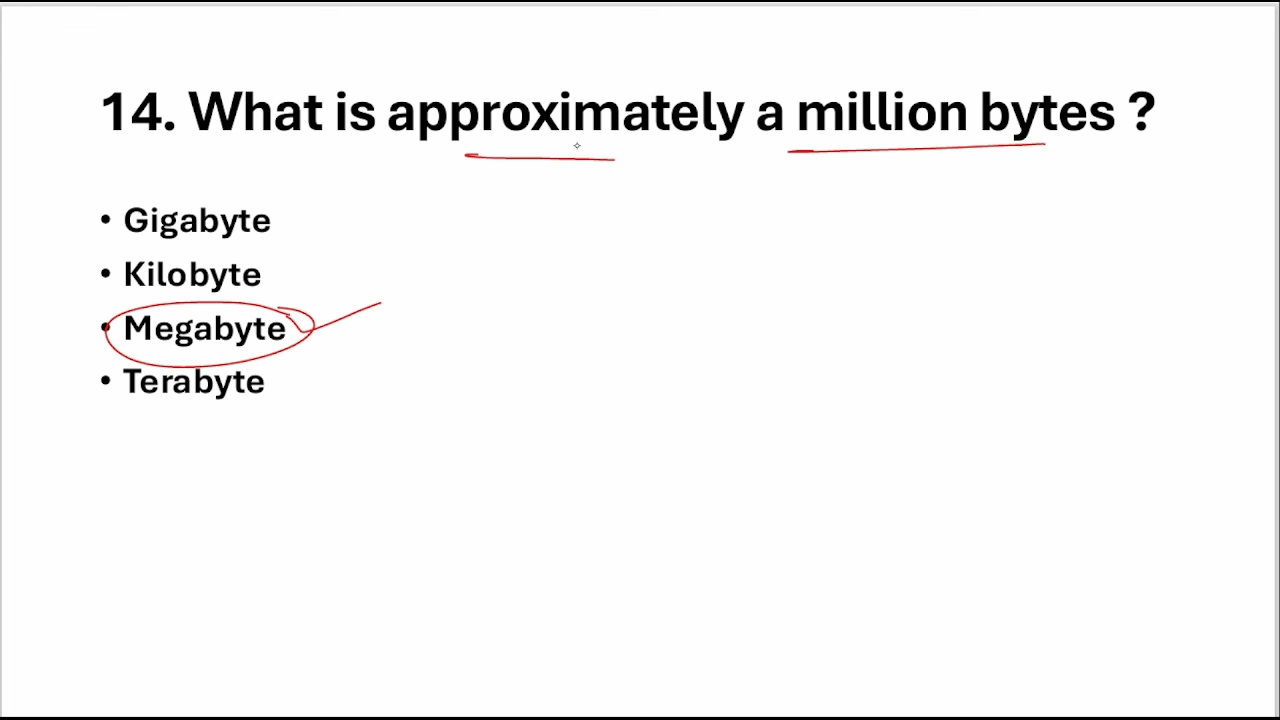 14. What is approximately a million bytes ?
• Gigabyte
• Kilobyte
• Megabyte
• Terabyte